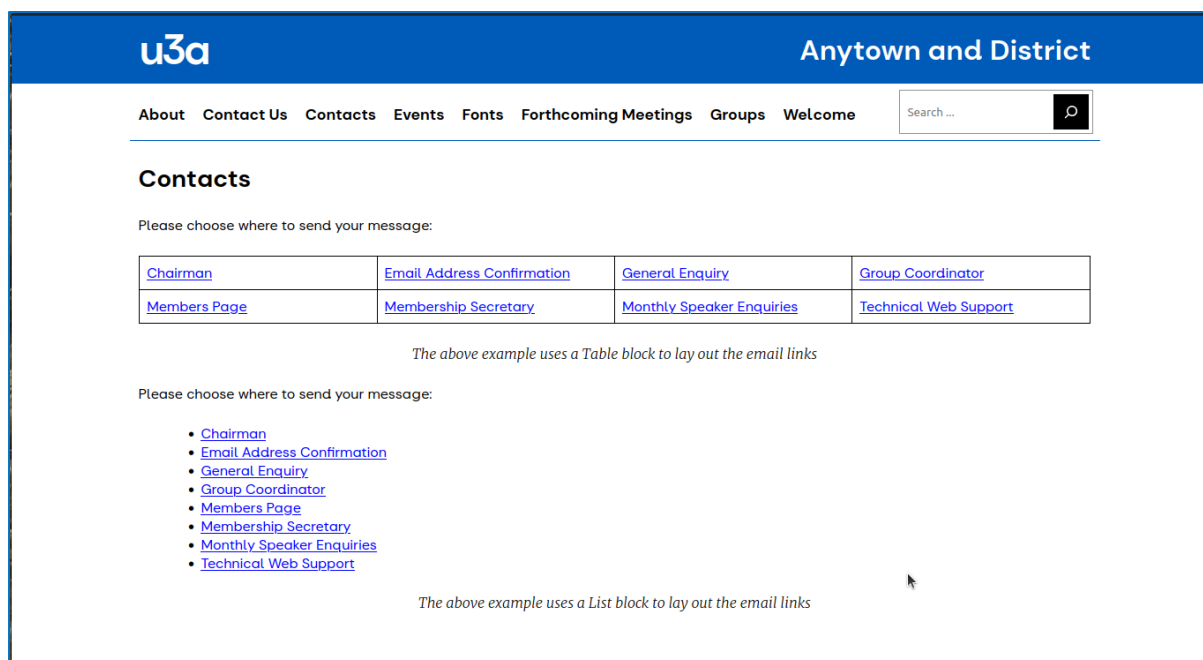 u3a
Anytown and District
About Contact Us Contacts Events Fonts Forthcoming Meetings Groups Welcome Search ...
Contacts
Please choose where to send your message:
Chairman Email Address Confirmation General Enquiry Group Coordinator
Members Page Membership Secretary Monthly Speaker Enquiries Technical Web Support
The above example uses a Table block to lay out the email links
Please choose where to send your message:
• Chairman
• Email Address Confirmation
• General Enquiry
• Group Coordinator
• Members Page
• Membership Secretary
• Monthly Speaker Enquiries
• Technical Web Support
The above example uses a List block to lay out the email links